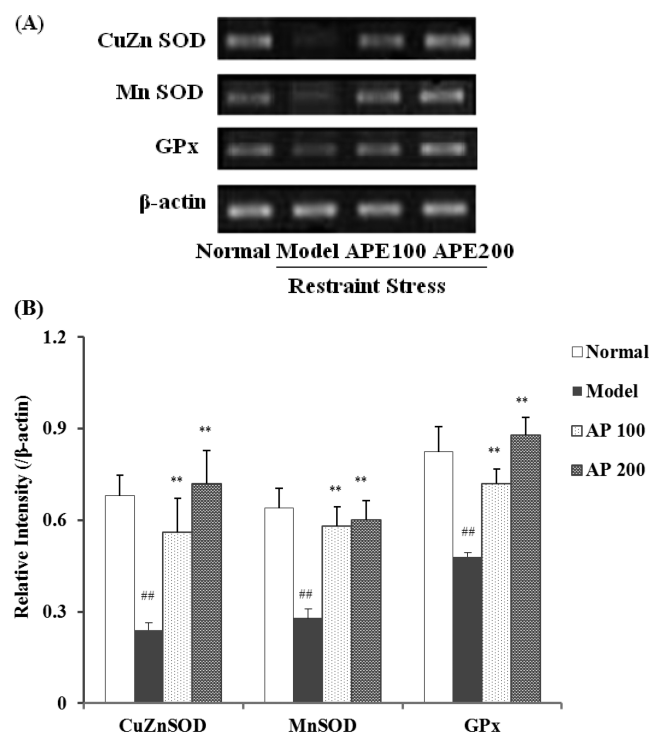 (A)
CuZn SOD
Mn SOD
GPx
β-actin
Normal Model APE100 APE200
Restraint Stress
(B)
Relative Intensity (/β-actin)
1.2
0.9
0.6
0.3
0
##
**
**
##
**
**
##
**
**
CuZnSOD MnSOD GPx
Normal
Model
AP 100
AP 200